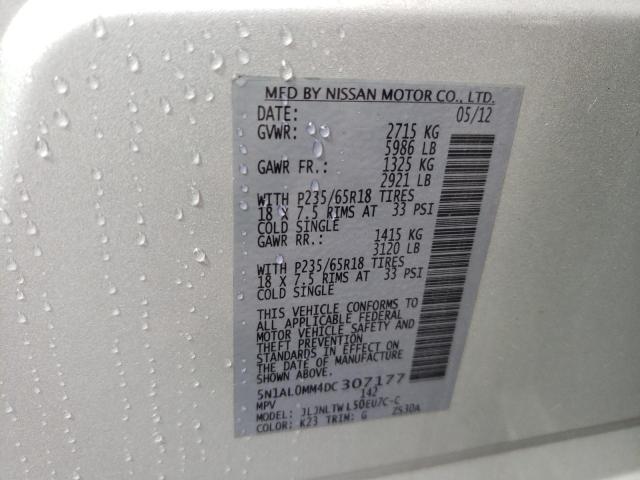 MFD BY NISSAN MOTOR CO., LTD.
DATE: 05/12
GVWR: 2715 KG
5986 LB
GAWR FR.: 1325 KG
2921 LB
WITH P235/65R18 TIRES
18 X 7.5 RIMS AT 33 PSI
COLD SINGLE
GAWR RR.: 1415 KG
3120 LB
WITH P235/65R18 TIRES
18 X 7.5 RIMS AT 33 PSI
COLD SINGLE
THIS VEHICLE CONFORMS TO
ALL APPLICABLE FEDERAL
MOTOR VEHICLE SAFETY AND
THEFT PREVENTION
STANDARDS IN EFFECT ON
THE DATE OF MANUFACTURE
SHOWN ABOVE.
5N1AL0MM4DC307177
MPV 142
MODEL: JLJNLTWL50EU7C-C
COLOR: K23 TRIM: G ZS30A